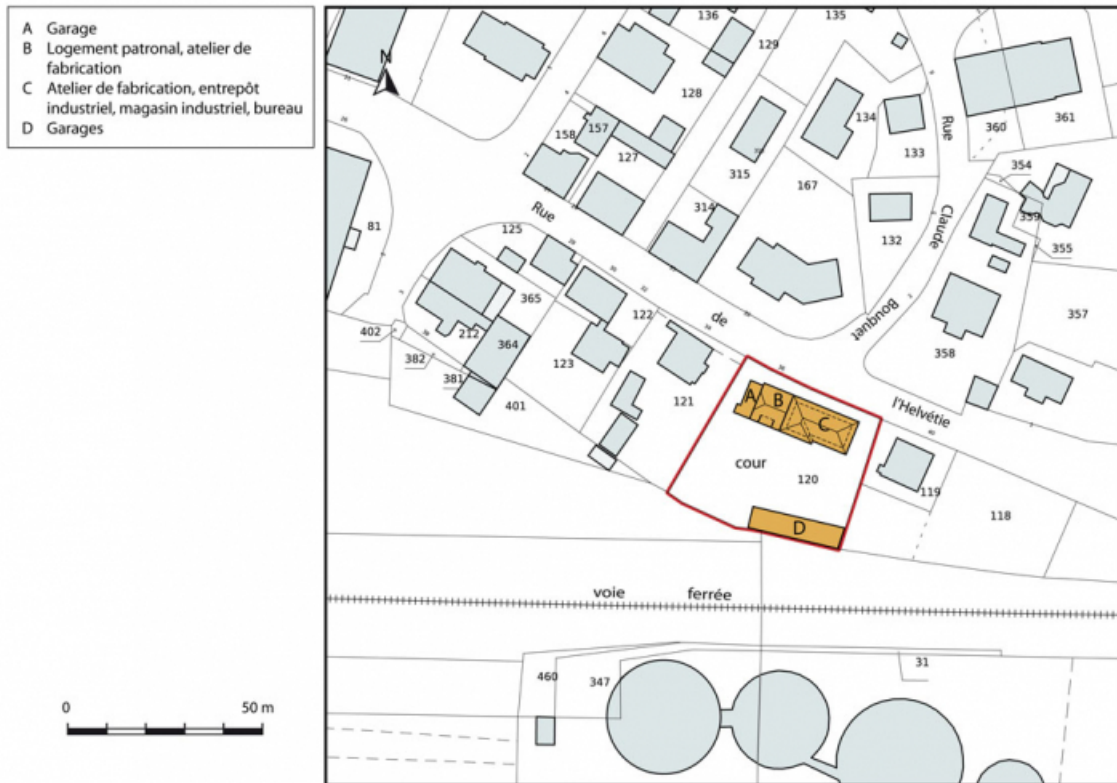 A Garage
B Logement patronal, atelier de
fabrication
C Atelier de fabrication, entrepôt
industriel, magasin industriel, bureau
D Garages
N
136
135
129
128
134
Rue
360
361
158
157
127
133
354
315
167
359
314
Rue
132
Claude
355
81
125
365
122
de
Bouquet
357
402
212
364
358
382
123
381
401
121
A
B
C
l'Helvétie
cour
120
119
118
D
voie ferrée
31
460
347
0
50 m